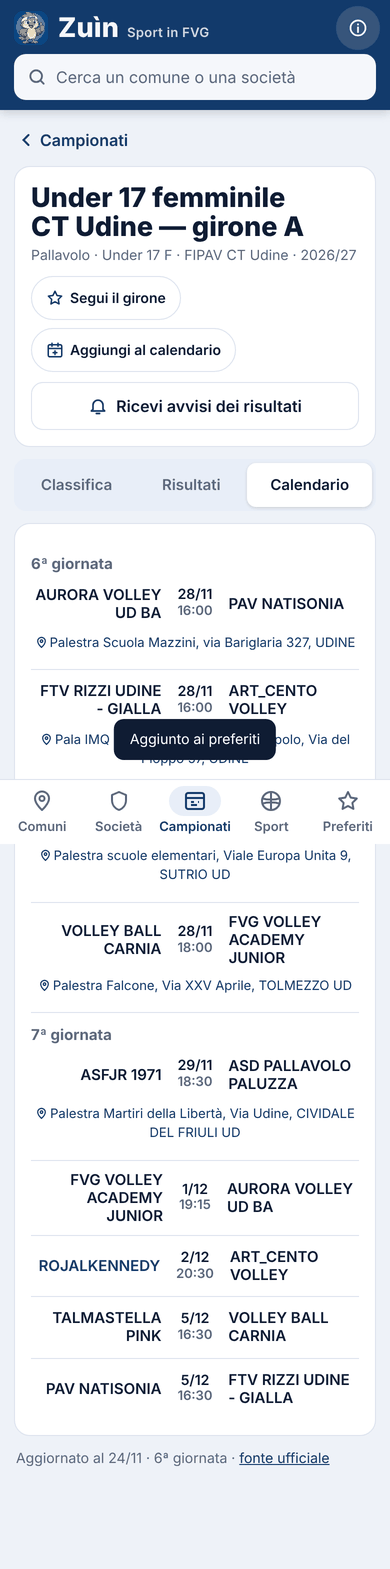 Zuìn Sport in FVG
Cerca un comune o una società
Campionati
Under 17 femminile
CT Udine — girone A
Pallavolo · Under 17 F · FIPAV CT Udine · 2026/27
Segui il girone
Aggiungi al calendario
Ricevi avvisi dei risultati
Classifica Risultati Calendario
6ª giornata
AURORA VOLLEY UD BA 28/11 16:00 PAV NATISONIA
Palestra Scuola Mazzini, via Bariglaria 327, UDINE
FTV RIZZI UDINE - GIALLA 28/11 16:00 ART_CENTO VOLLEY
Pala IMQ
Via del
Aggiunto ai preferiti
UDINE
Comuni Società Campionati Sport Preferiti
Palestra scuole elementari, Viale Europa Unita 9,
SUTRIO UD
VOLLEY BALL CARNIA 28/11 18:00 FVG VOLLEY ACADEMY JUNIOR
Palestra Falcone, Via XXV Aprile, TOLMEZZO UD
7ª giornata
ASFJR 1971 29/11 18:30 ASD PALLAVOLO PALUZZA
Palestra Martiri della Libertà, Via Udine, CIVIDALE
DEL FRIULI UD
FVG VOLLEY ACADEMY JUNIOR 1/12 19:15 AURORA VOLLEY UD BA
ROJALKENNEDY 2/12 20:30 ART_CENTO VOLLEY
TALMASTELLA PINK 5/12 16:30 VOLLEY BALL CARNIA
PAV NATISONIA 5/12 16:30 FTV RIZZI UDINE - GIALLA
Aggiornato al 24/11 · 6ª giornata · fonte ufficiale